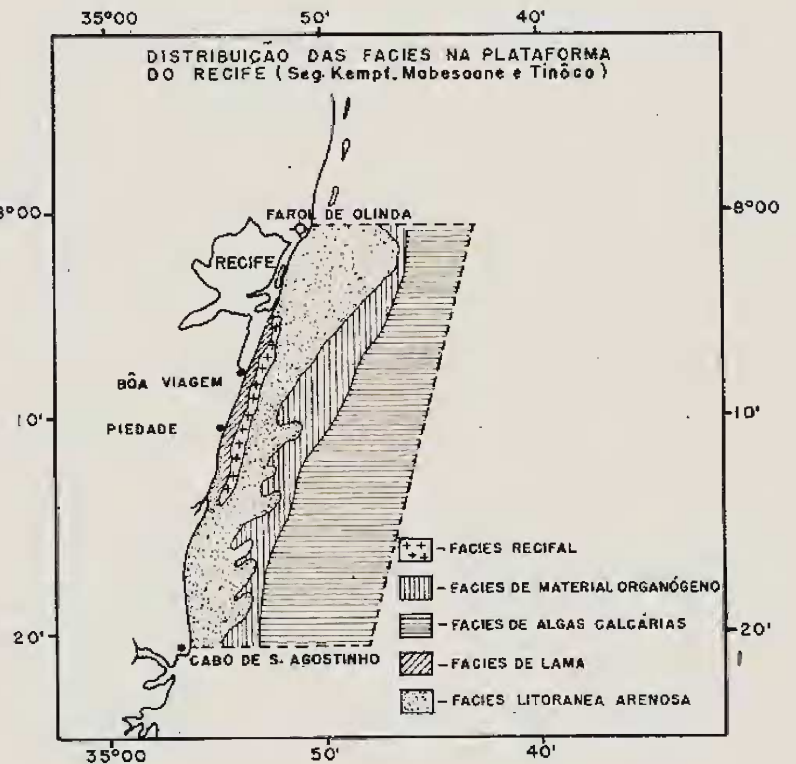 35°00 50' 40'
DISTRIBUIÇÃO DAS FACIES NA PLATAFORMA
DO RECIFE (Seg. Kempf, Mabesoone e Tinôco)
8°00 8°00
FAROL DE OLINDA
RECIFE
BÔA VIAGEM
PIEDADE
10' 10'
- FACIES RECIFAL
- FACIES DE MATERIAL ORGANÓGENO
- FACIES DE ALGAS CALCÁRIAS
20' 20'
CABO DE S. AGOSTINHO
- FACIES DE LAMA
- FACIES LITORANEA ARENOSA
35°00 50' 40'